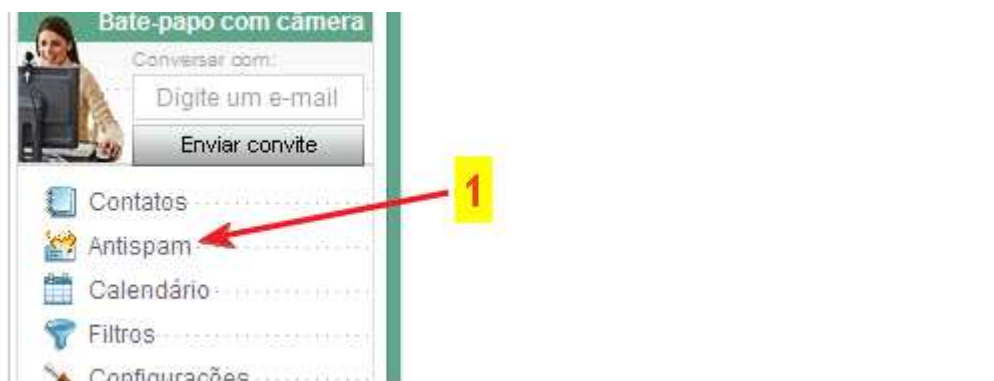 Bate-papo com câmera
Conversar com:
Digite um e-mail
Enviar convite
1
Contatos
Antispam
Calendário
Filtros
Configurações